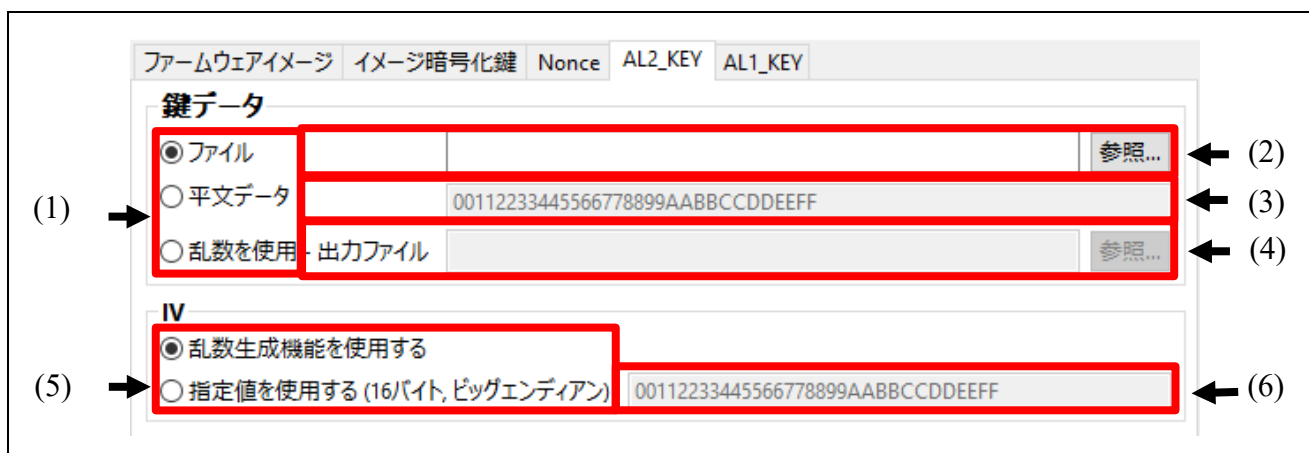 ファームウェアイメージ イメージ暗号化鍵 Nonce AL2_KEY AL1_KEY
鍵データ
ファイル 参照... (2)
(1) 平文データ 00112233445566778899AABBCCDDEEFF (3)
乱数を使用 - 出力ファイル 参照... (4)
IV
乱数生成機能を使用する
(5) 指定値を使用する (16バイト, ビッグエンディアン) 00112233445566778899AABBCCDDEEFF (6)